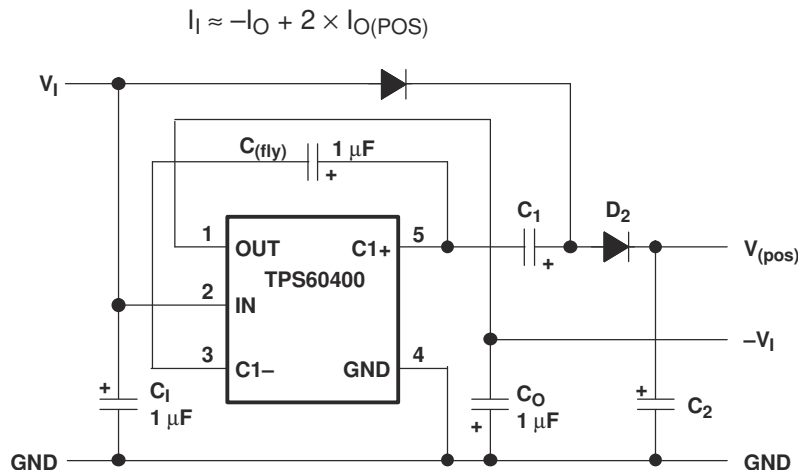 I_I ≈ –I_O + 2 × I_O(POS)
V_I
C_(fly) 1 μF
+
C_1 D_2
+
1 OUT C1+ 5
V_(pos)
TPS60400
2 IN
–V_I
3 C1– GND 4
+ C_I
1 μF
+ C_O
1 μF
+ C_2
GND GND